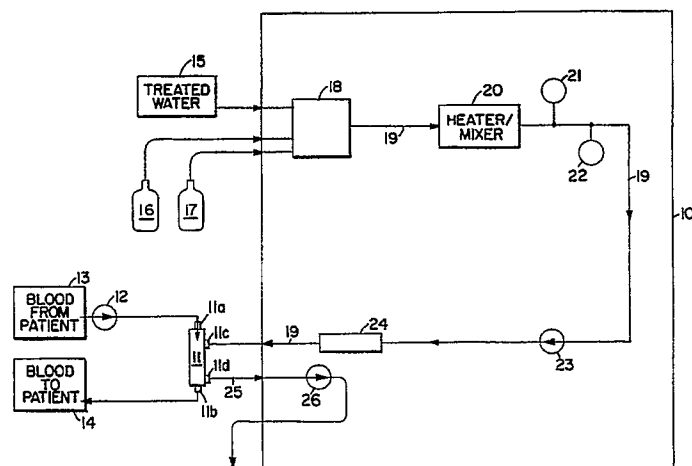 15
TREATED
WATER
18
20
HEATER/
MIXER
21
22
19
19
16
17
10
13
BLOOD
FROM
PATIENT
12
11a
11c
11
11d
11b
19
24
23
25
26
BLOOD
TO
PATIENT
14